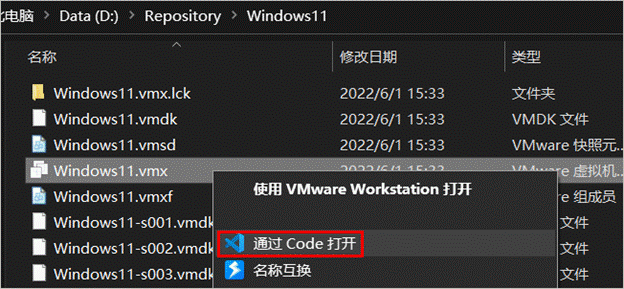 此电脑 > Data (D:) > Repository > Windows11
名称 修改日期 类型
Windows11.vmx.lck 2022/6/1 15:33 文件夹
Windows11.vmdk 2022/6/1 15:33 VMDK 文件
Windows11.vmsd 2022/6/1 15:33 VMware 快照元...
Windows11.vmx 2022/6/1 15:33 VMware 虚拟机...
Windows11.vmxf 组成员
Windows11-s001.vmdk 文件
Windows11-s002.vmdk 文件
Windows11-s003.vmdk 文件
使用 VMware Workstation 打开
通过 Code 打开
名称互换